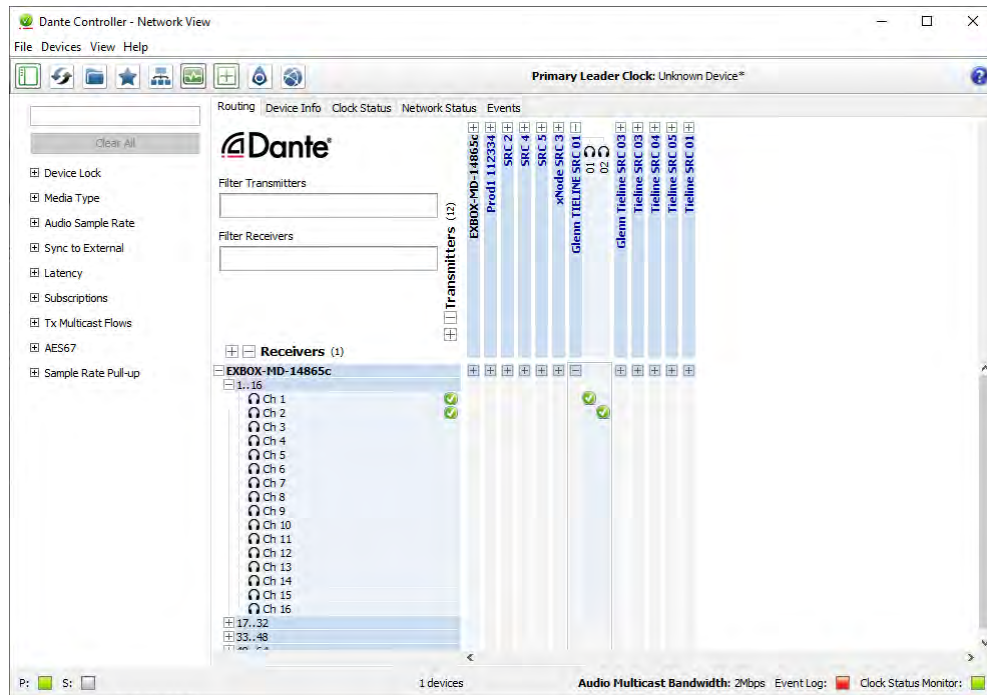 Dante Controller - Network View
File Devices View Help
Primary Leader Clock: Unknown Device*
?
Clear All
Device Lock
Media Type
Audio Sample Rate
Sync to External
Latency
Subscriptions
Tx Multicast Flows
AES67
Sample Rate Pull-up
Routing Device Info Clock Status Network Status Events
Dante
Filter Transmitters
Filter Receivers
Transmitters (12)
EXBOX-MD-14865c
Prod1 112334
SRC 2
SRC 4
SRC 5
xNode SRC 3
Glenn TIELINE SRC 01
01
02
Glenn Tieline SRC 03
Tieline SRC 03
Tieline SRC 04
Tieline SRC 05
Tieline SRC 01
Receivers (1)
EXBOX-MD-14865c
1..16
Ch 1
Ch 2
Ch 3
Ch 4
Ch 5
Ch 6
Ch 7
Ch 8
Ch 9
Ch 10
Ch 11
Ch 12
Ch 13
Ch 14
Ch 15
Ch 16
17..32
33..48
P: S: 1 devices Audio Multicast Bandwidth: 2Mbps Event Log: Clock Status Monitor: